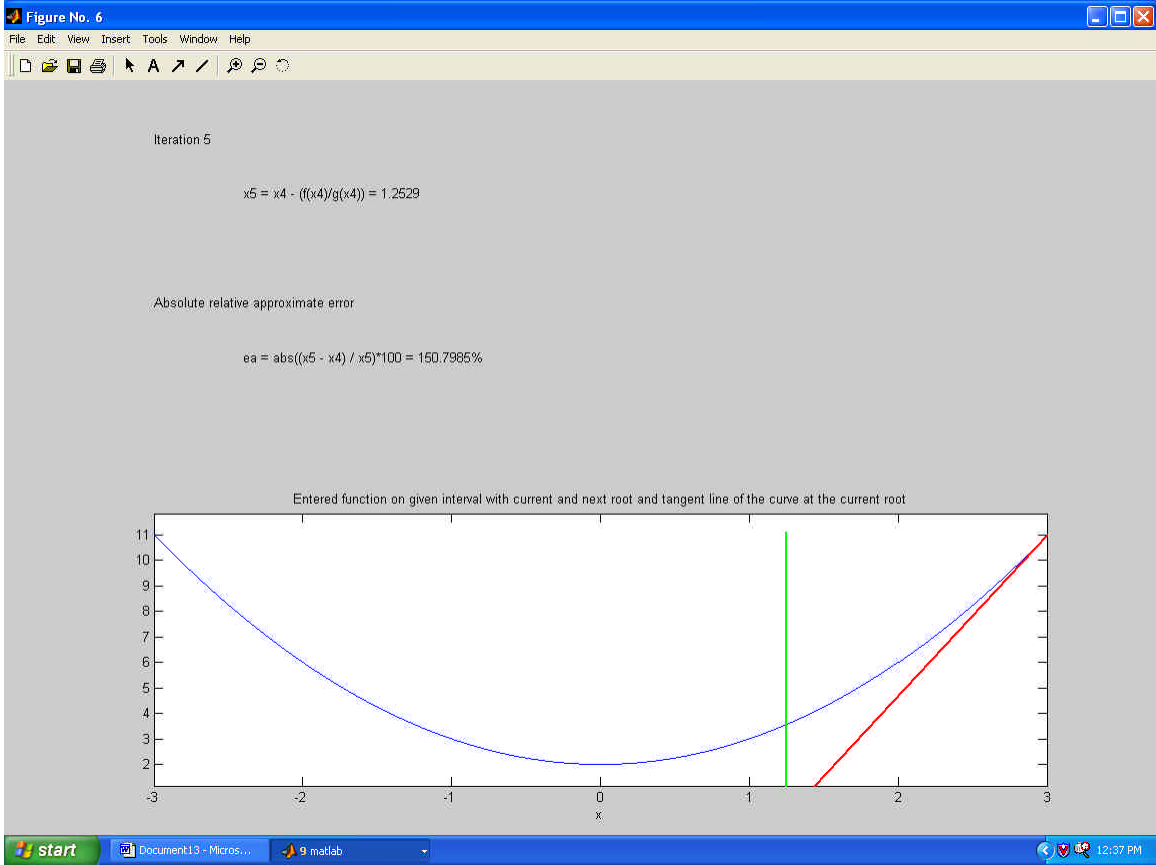 Figure No. 6
File Edit View Insert Tools Window Help
A
Iteration 5
x5 = x4 - (f(x4)/g(x4)) = 1.2529
Absolute relative approximate error
ea = abs((x5 - x4) / x5)*100 = 150.7985%
Entered function on given interval with current and next root and tangent line of the curve at the current root
11
10
9
8
7
6
5
4
3
2
-3 -2 -1 0 1 2 3
x
start Document13 - Micros... 9 matlab 12:37 PM